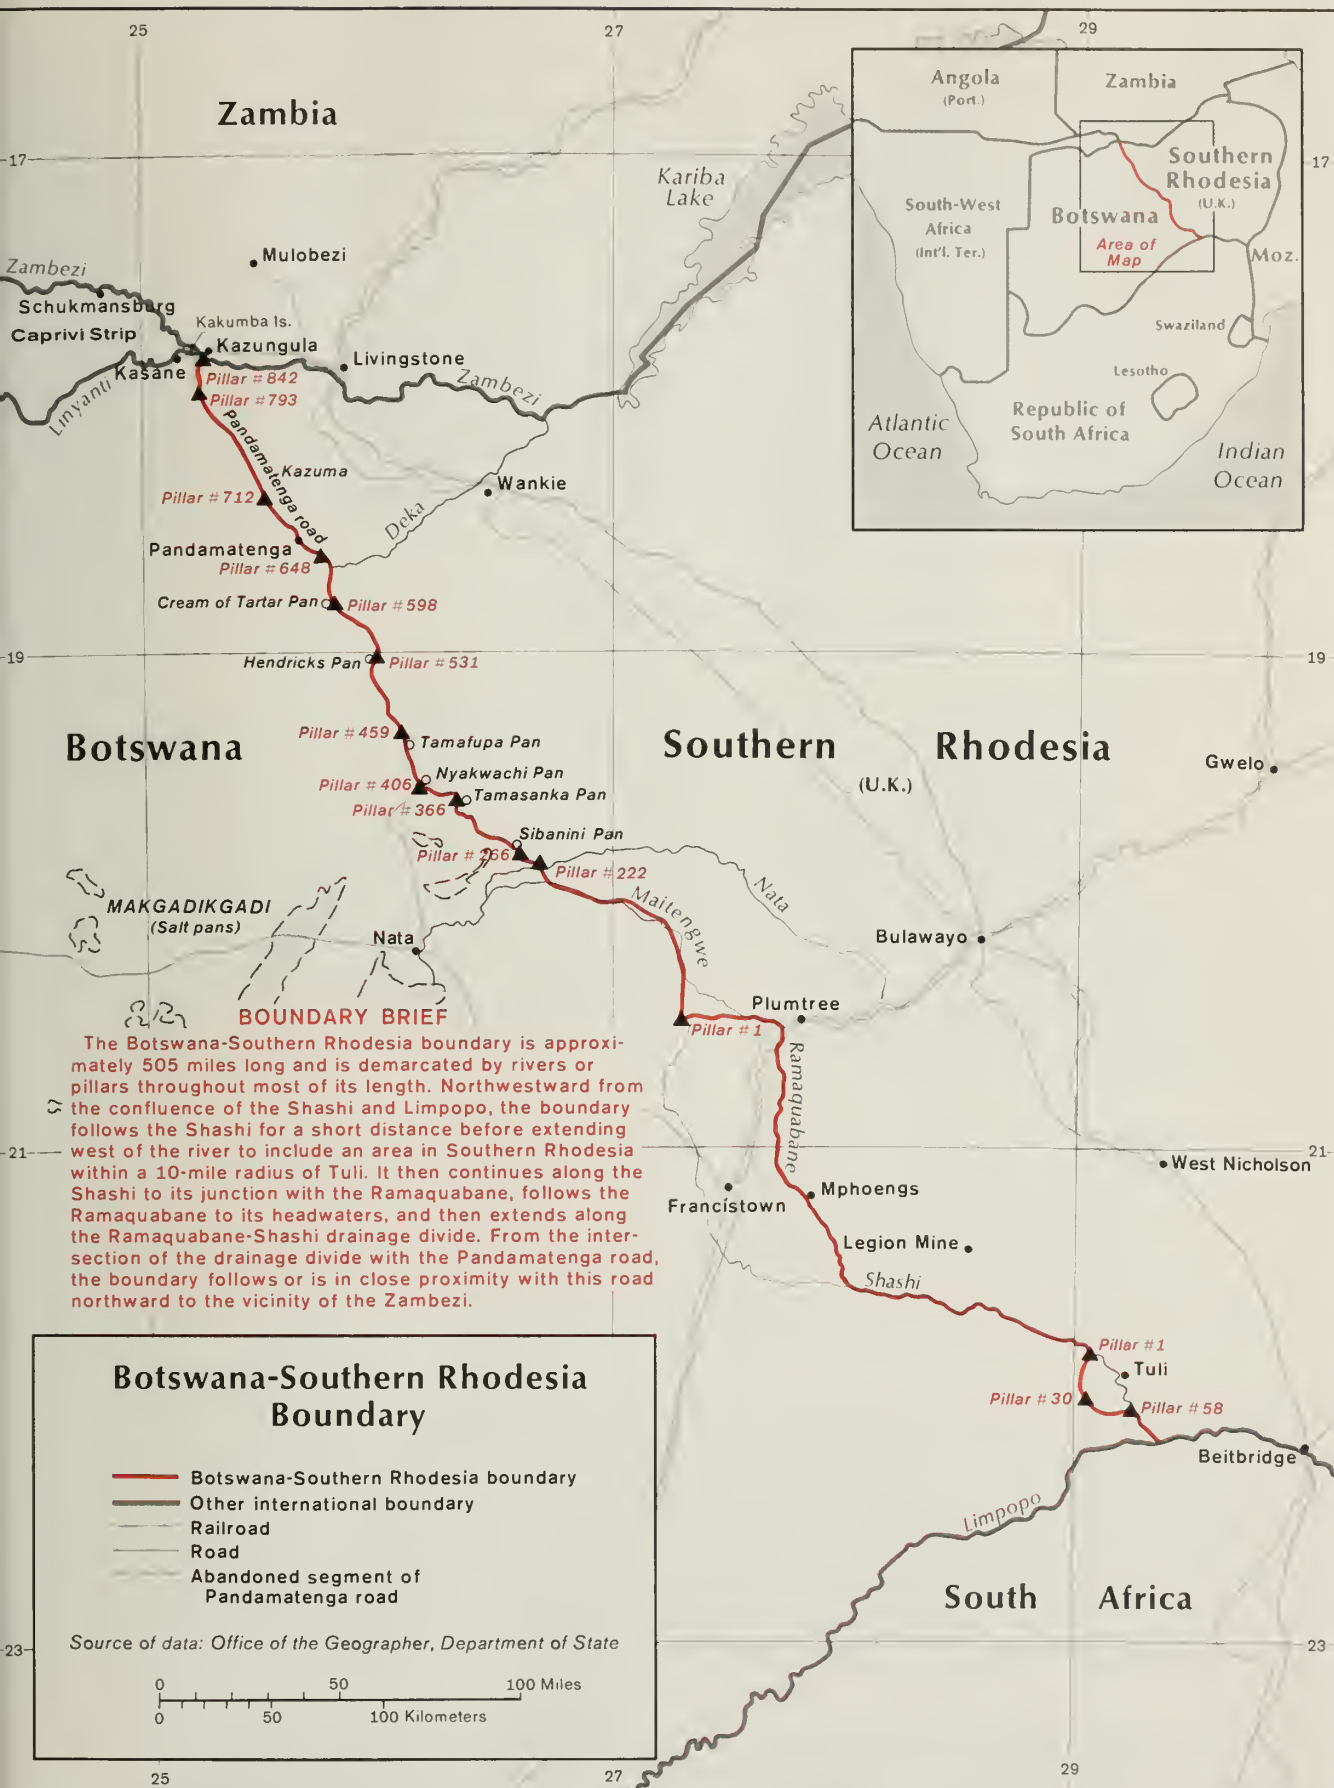 25
27
29
Zambia
17
17
Kariba
Lake
Mulobezi
Zambezi
Schukmansburg
Caprivi Strip
Kakumba Is.
Kazungula
Kasane
Livingstone
Linyanti
Zambezi
Pillar # 842
Pillar # 793
Pandamatenga road
Kazuma
Pillar # 712
Deka
Wankie
Pandamatenga
Pillar # 648
Cream of Tartar Pan
Pillar # 598
19
Hendricks Pan
Pillar # 531
19
Pillar # 459
Tamafupa Pan
Botswana
Southern Rhodesia
(U.K.)
Gwelo
Pillar # 406
Nyakwachi Pan
Tamasanka Pan
Pillar # 366
Sibanini Pan
Pillar # 266
Pillar # 222
Maitengwe
Nata
MAKGADIKGADI
(Salt pans)
Nata
Bulawayo
Plumtree
Pillar # 1
Ramaquabane
BOUNDARY BRIEF
The Botswana-Southern Rhodesia boundary is approxi-
mately 505 miles long and is demarcated by rivers or
pillars throughout most of its length. Northwestward from
the confluence of the Shashi and Limpopo, the boundary
follows the Shashi for a short distance before extending
west of the river to include an area in Southern Rhodesia
within a 10-mile radius of Tuli. It then continues along the
Shashi to its junction with the Ramaquabane, follows the
Ramaquabane to its headwaters, and then extends along
the Ramaquabane-Shashi drainage divide. From the inter-
section of the drainage divide with the Pandamatenga road,
the boundary follows or is in close proximity with this road
northward to the vicinity of the Zambezi.
21
21
West Nicholson
Francistown
Mphoengs
Legion Mine
Shashi
Pillar # 1
Tuli
Pillar # 30
Pillar # 58
Beitbridge
Limpopo
South Africa
23
23
Angola
(Port.)
Zambia
Southern
Rhodesia
(U.K.)
South-West
Africa
(Int'l. Ter.)
Botswana
Area of
Map
Moz.
Swaziland
Lesotho
Republic of
South Africa
Atlantic
Ocean
Indian
Ocean
Botswana-Southern Rhodesia
Boundary
Botswana-Southern Rhodesia boundary
Other international boundary
Railroad
Road
Abandoned segment of
Pandamatenga road
Source of data: Office of the Geographer, Department of State
0 50 100 Miles
0 50 100 Kilometers
25
27
29